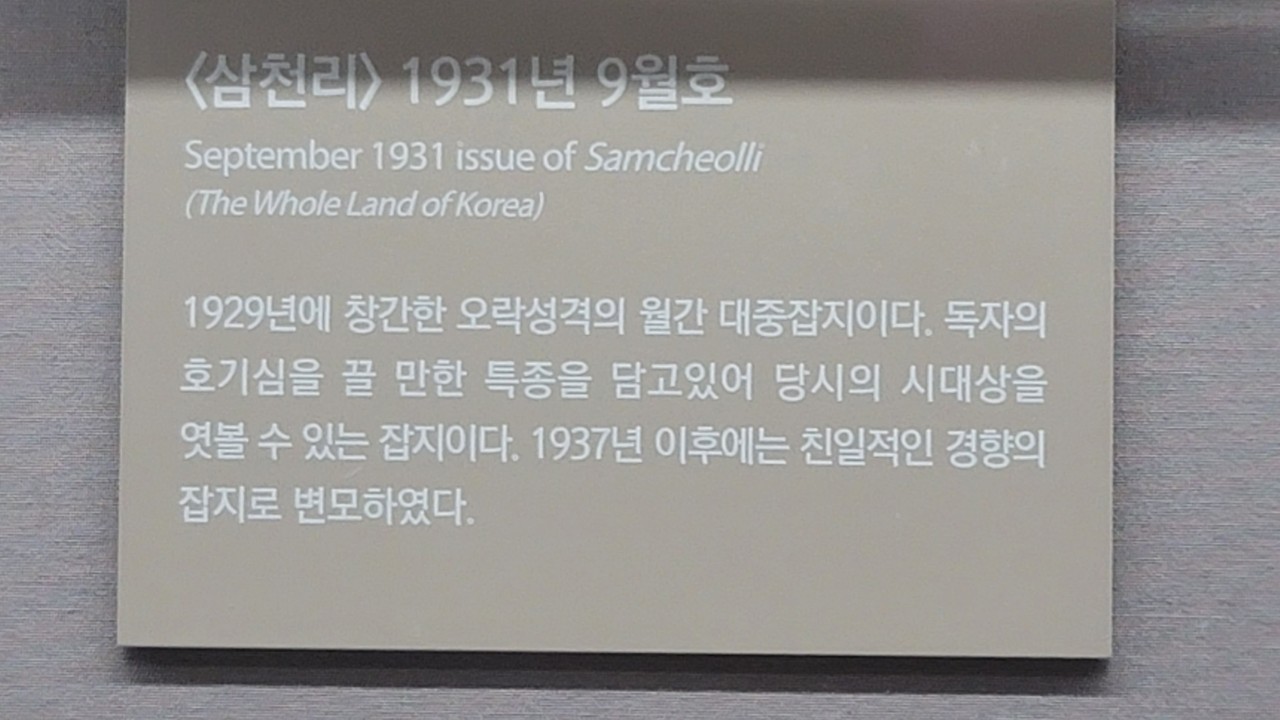 〈삼천리〉 1931년 9월호
September 1931 issue of Samcheolli
(The Whole Land of Korea)
1929년에 창간한 오락성격의 월간 대중잡지이다. 독자의
호기심을 끌 만한 특종을 담고있어 당시의 시대상을
엿볼 수 있는 잡지이다. 1937년 이후에는 친일적인 경향의
잡지로 변모하였다.